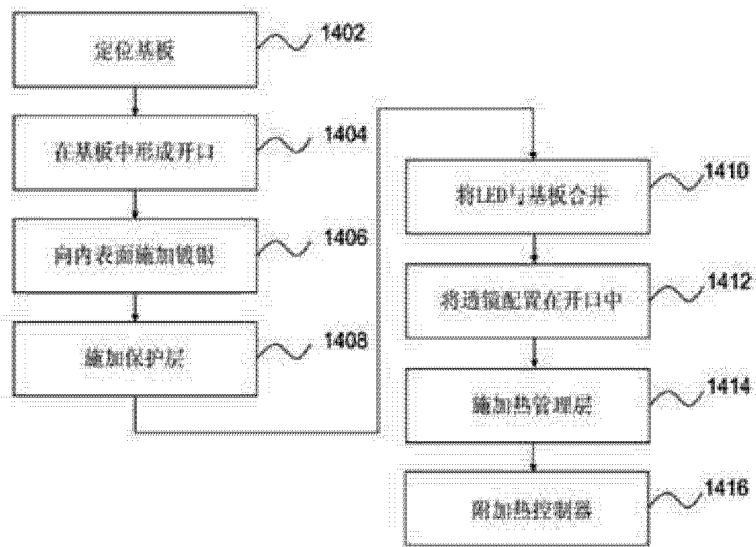 定位基板
1402
在基板中形成开口
1404
向内表面施加镀银
1406
施加保护层
1408
将LED与基板合并
1410
将透镜配置在开口中
1412
施加热管理层
1414
附加热控制器
1416